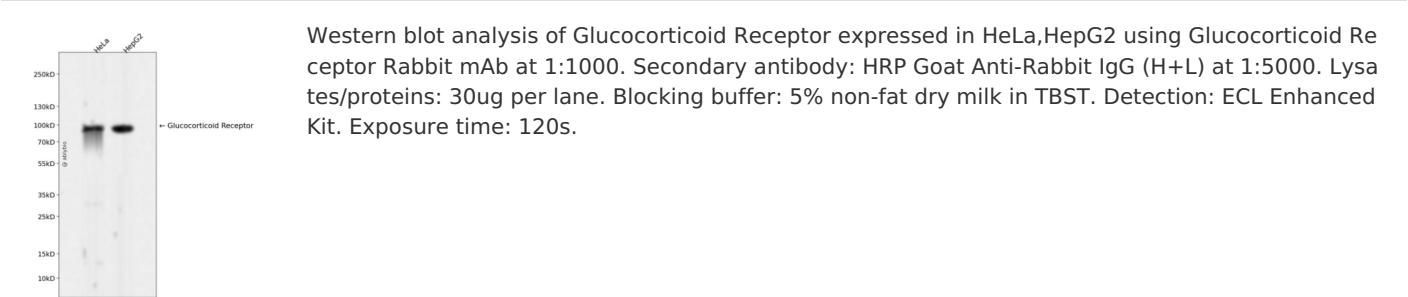 HeLa HepG2
250kD
130kD
100kD
← Glucocorticoid Receptor
70kD
55kD
35kD
25kD
15kD
10kD
Western blot analysis of Glucocorticoid Receptor expressed in HeLa,HepG2 using Glucocorticoid Re
ceptor Rabbit mAb at 1:1000. Secondary antibody: HRP Goat Anti-Rabbit IgG (H+L) at 1:5000. Lysa
tes/proteins: 30ug per lane. Blocking buffer: 5% non-fat dry milk in TBST. Detection: ECL Enhanced
Kit. Exposure time: 120s.